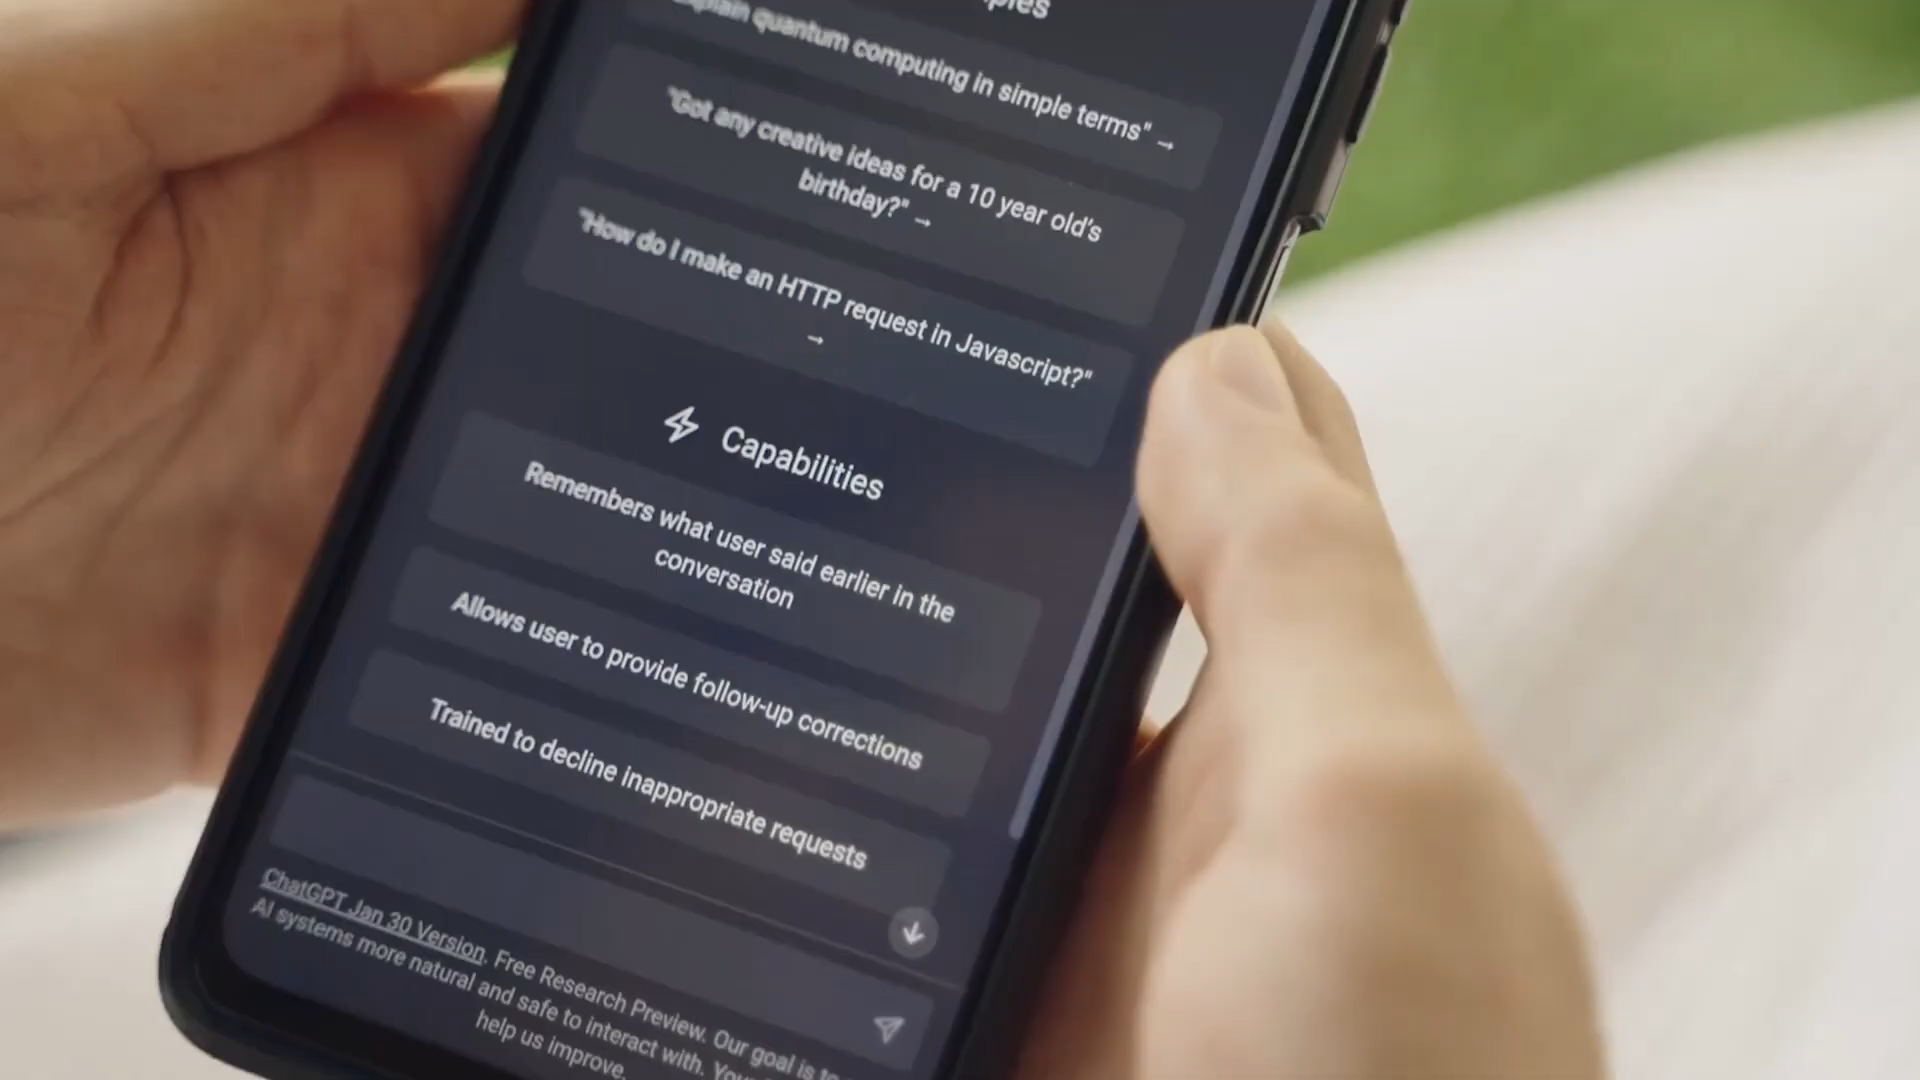 quantum computing in simple terms" →
"Got any creative ideas for a 10 year old's
birthday?" →
"How do I make an HTTP request in Javascript?"
→
Capabilities
Remembers what user said earlier in the
conversation
Allows user to provide follow-up corrections
Trained to decline inappropriate requests
ChatGPT Jan 30 Version. Free Research Preview. Our goal is to
AI systems more natural and safe to interact with.
help us improve.